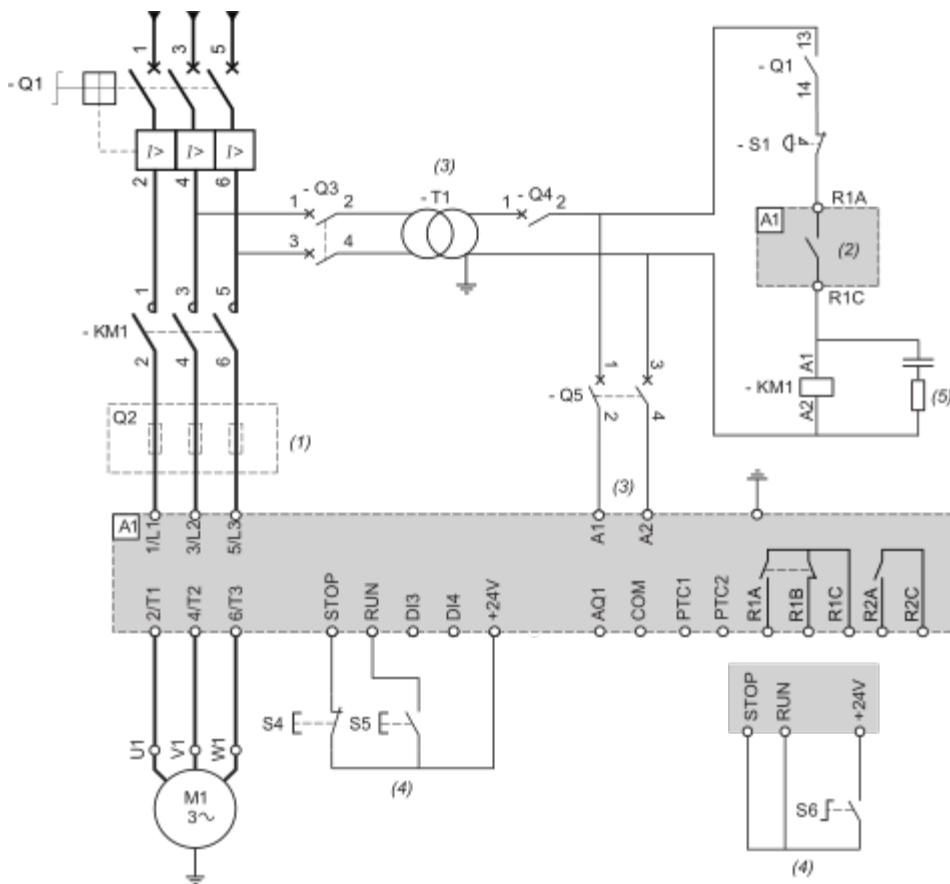 1 3 5
- Q1
I> I> I>
2 4 6
(3)
1 - Q3 2
- T1
1 - Q4 2
3 4
13
- Q1
14
- S1
R1A
A1
(2)
R1C
1 3 5
- KM1
2 4 6
A1
- KM1
A2
(5)
1 3
- Q5
2 4
Q2
(1)
(3)
A1
1/L1 3/L2 5/L3
A1 A2
2/T1 4/T2 6/T3
STOP RUN DI3 DI4 +24V
AQ1 COM PTC1 PTC2 R1A R1B R1C R2A R2C
S4 S5
(4)
U1 V1 W1
M1
3~
STOP RUN +24V
S6
(4)